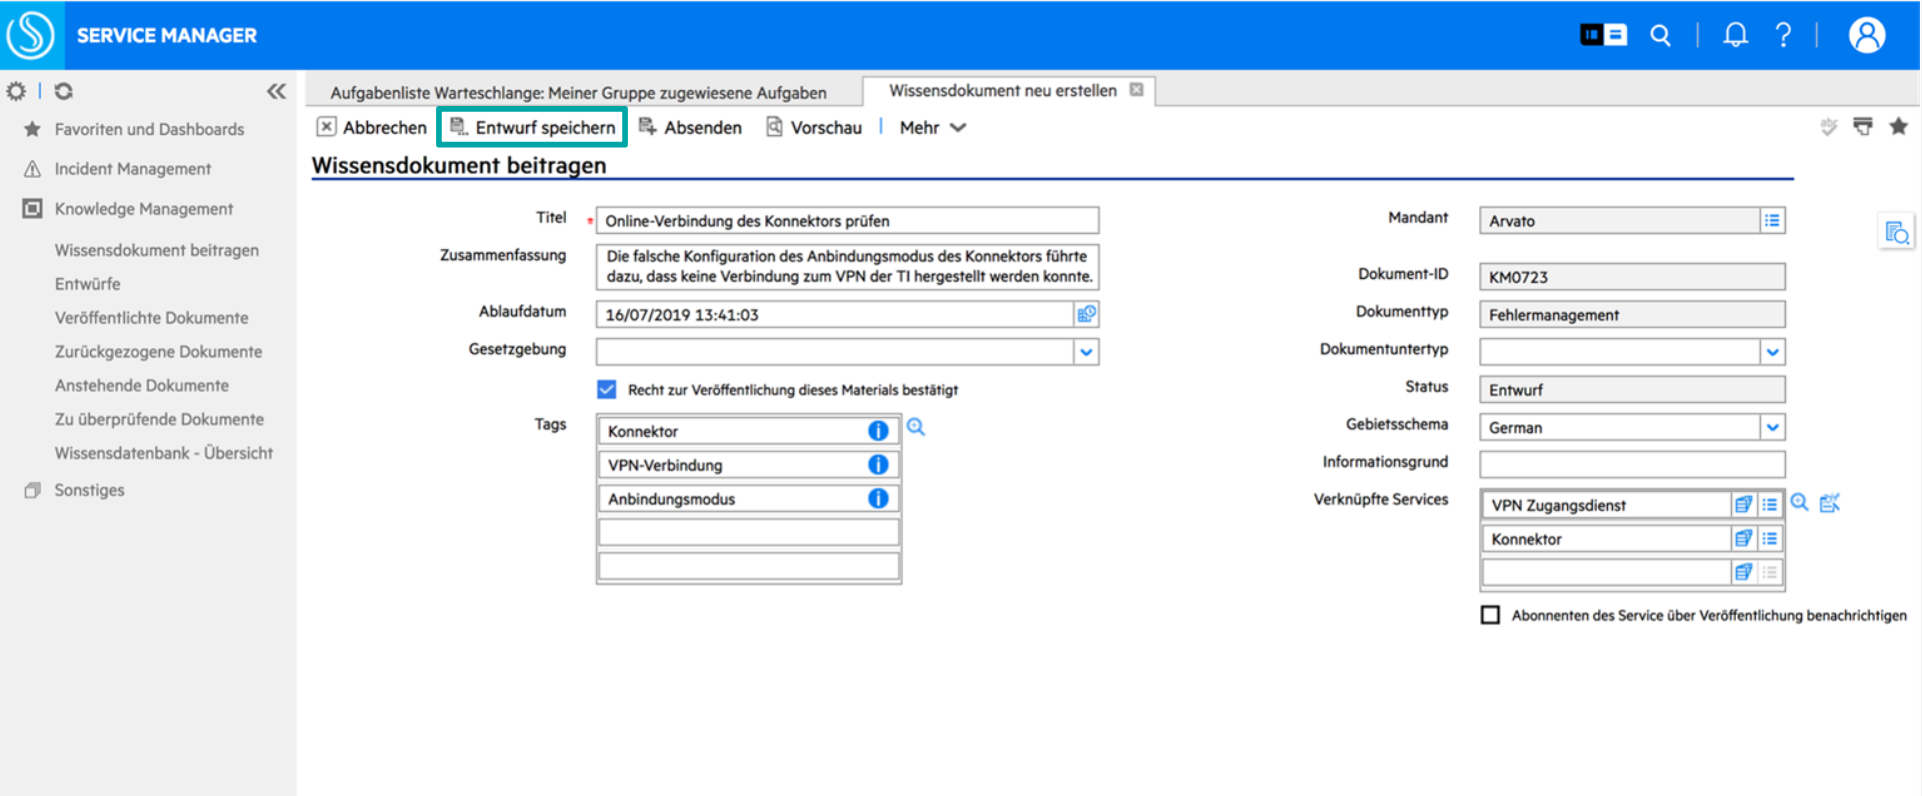 SERVICE MANAGER
Favoriten und Dashboards
Incident Management
Knowledge Management
Wissensdokument beitragen
Entwürfe
Veröffentlichte Dokumente
Zurückgezogene Dokumente
Anstehende Dokumente
Zu überprüfende Dokumente
Wissensdatenbank - Übersicht
Sonstiges
Aufgabenliste Warteschlange: Meiner Gruppe zugewiesene Aufgaben
Wissensdokument neu erstellen
Abbrechen Entwurf speichern Absenden Vorschau Mehr
abc
Wissensdokument beitragen
Titel * Online-Verbindung des Konnektors prüfen
Zusammenfassung Die falsche Konfiguration des Anbindungsmodus des Konnektors führte
dazu, dass keine Verbindung zum VPN der TI hergestellt werden konnte.
Ablaufdatum 16/07/2019 13:41:03
Gesetzgebung
Recht zur Veröffentlichung dieses Materials bestätigt
Tags Konnektor
VPN-Verbindung
Anbindungsmodus
Mandant Arvato
Dokument-ID KM0723
Dokumenttyp Fehlermanagement
Dokumentuntertyp
Status Entwurf
Gebietsschema German
Informationsgrund
Verknüpfte Services VPN Zugangsdienst
Konnektor
Abonnenten des Service über Veröffentlichung benachrichtigen